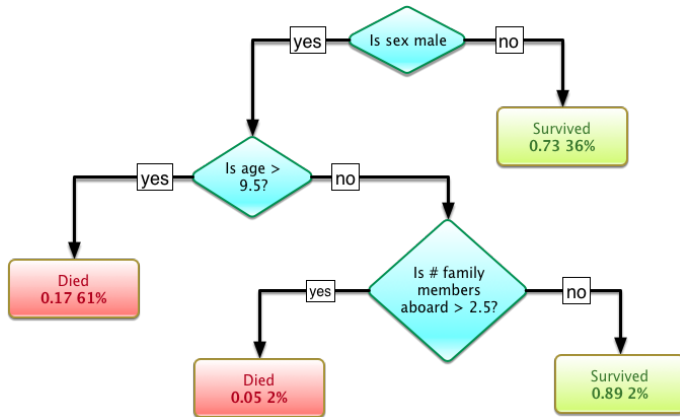 yes
Is sex male
no
Survived
0.73 36%
yes
Is age >
9.5?
no
Died
0.17 61%
yes
Is # family
members
aboard > 2.5?
no
Died
0.05 2%
Survived
0.89 2%